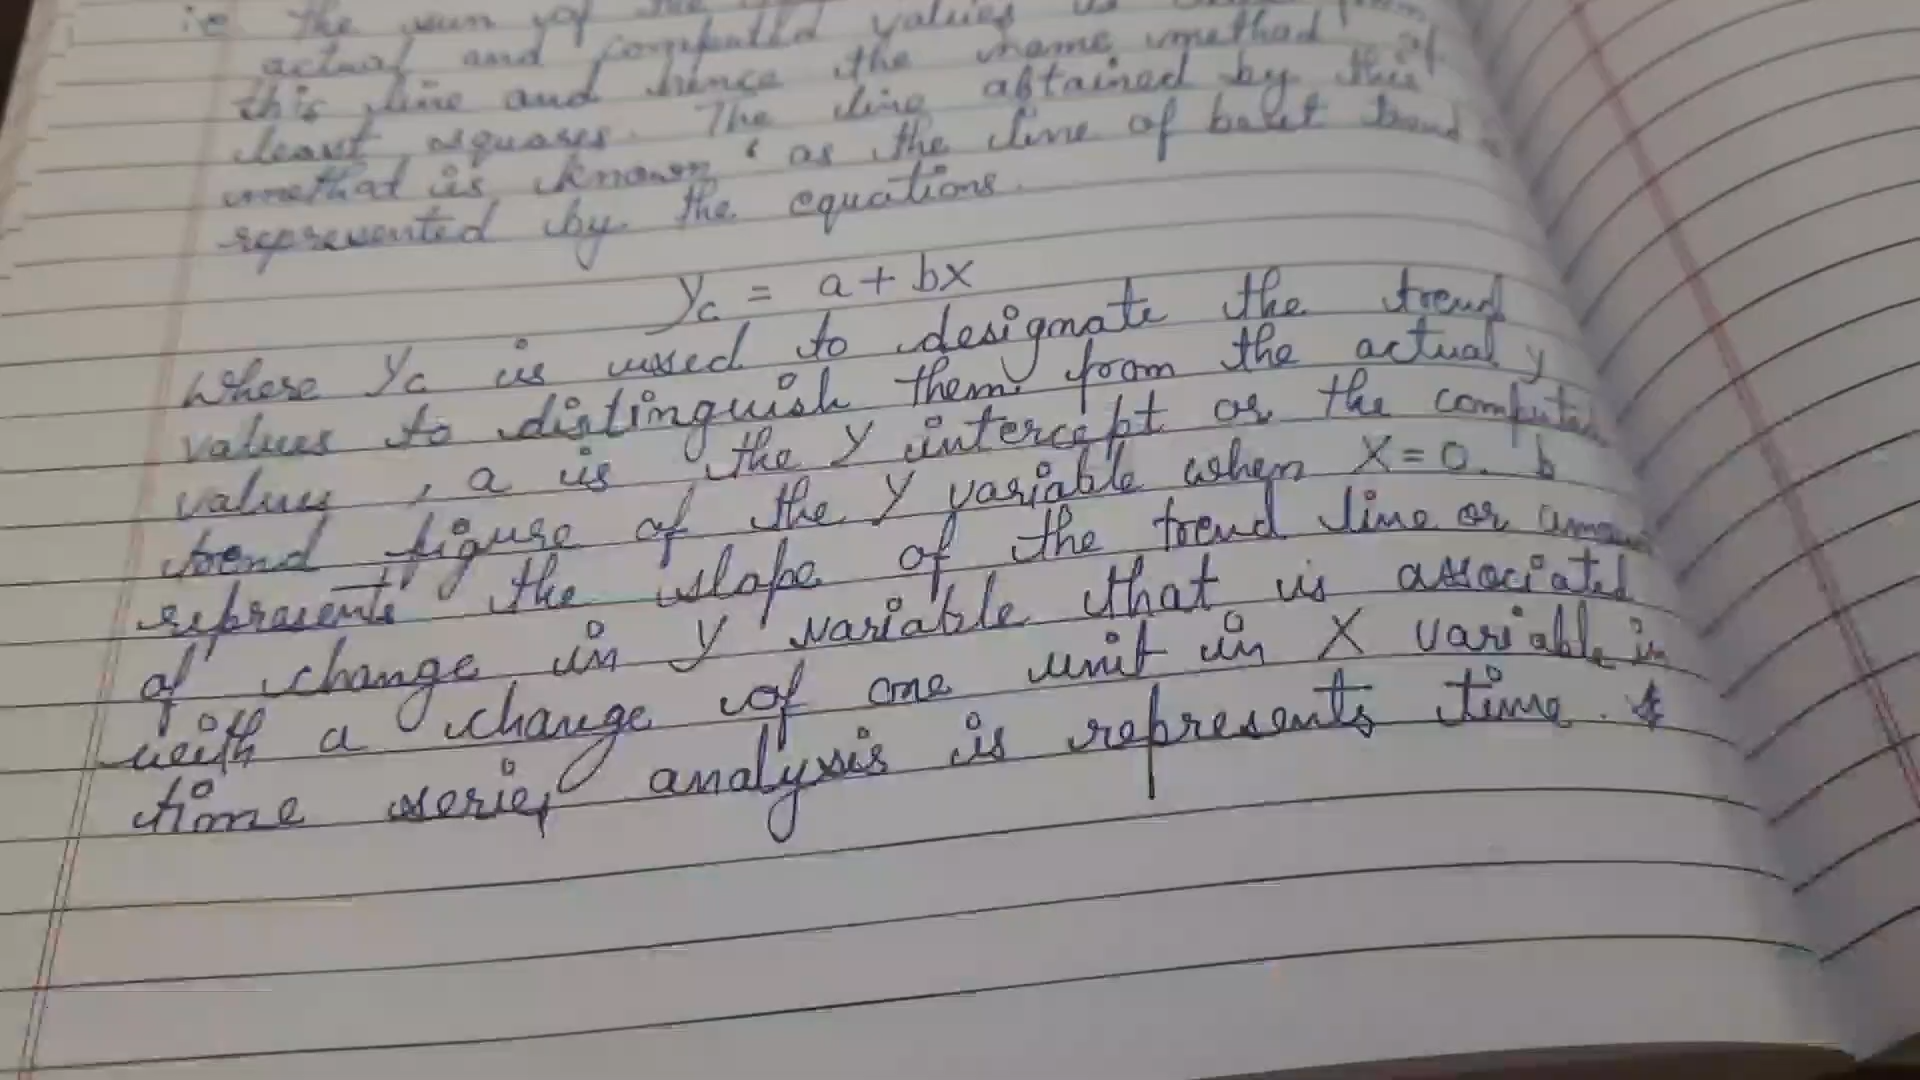 ie the sum of the
actual and computed values is
this line and hence the name method of
least squares. The line obtained by this
method is known as the line of best trend
represented by the equations.
Yc = a + bx
Where Yc is used to designate the trend
values to distinguish them from the actual y
values, a is the Y intercept or the computed
trend figure of the Y variable when X=0. b
represents the slope of the trend line or amount
of change in Y variable that is associated
with a change of one unit in X variable in
time series analysis is represents time.